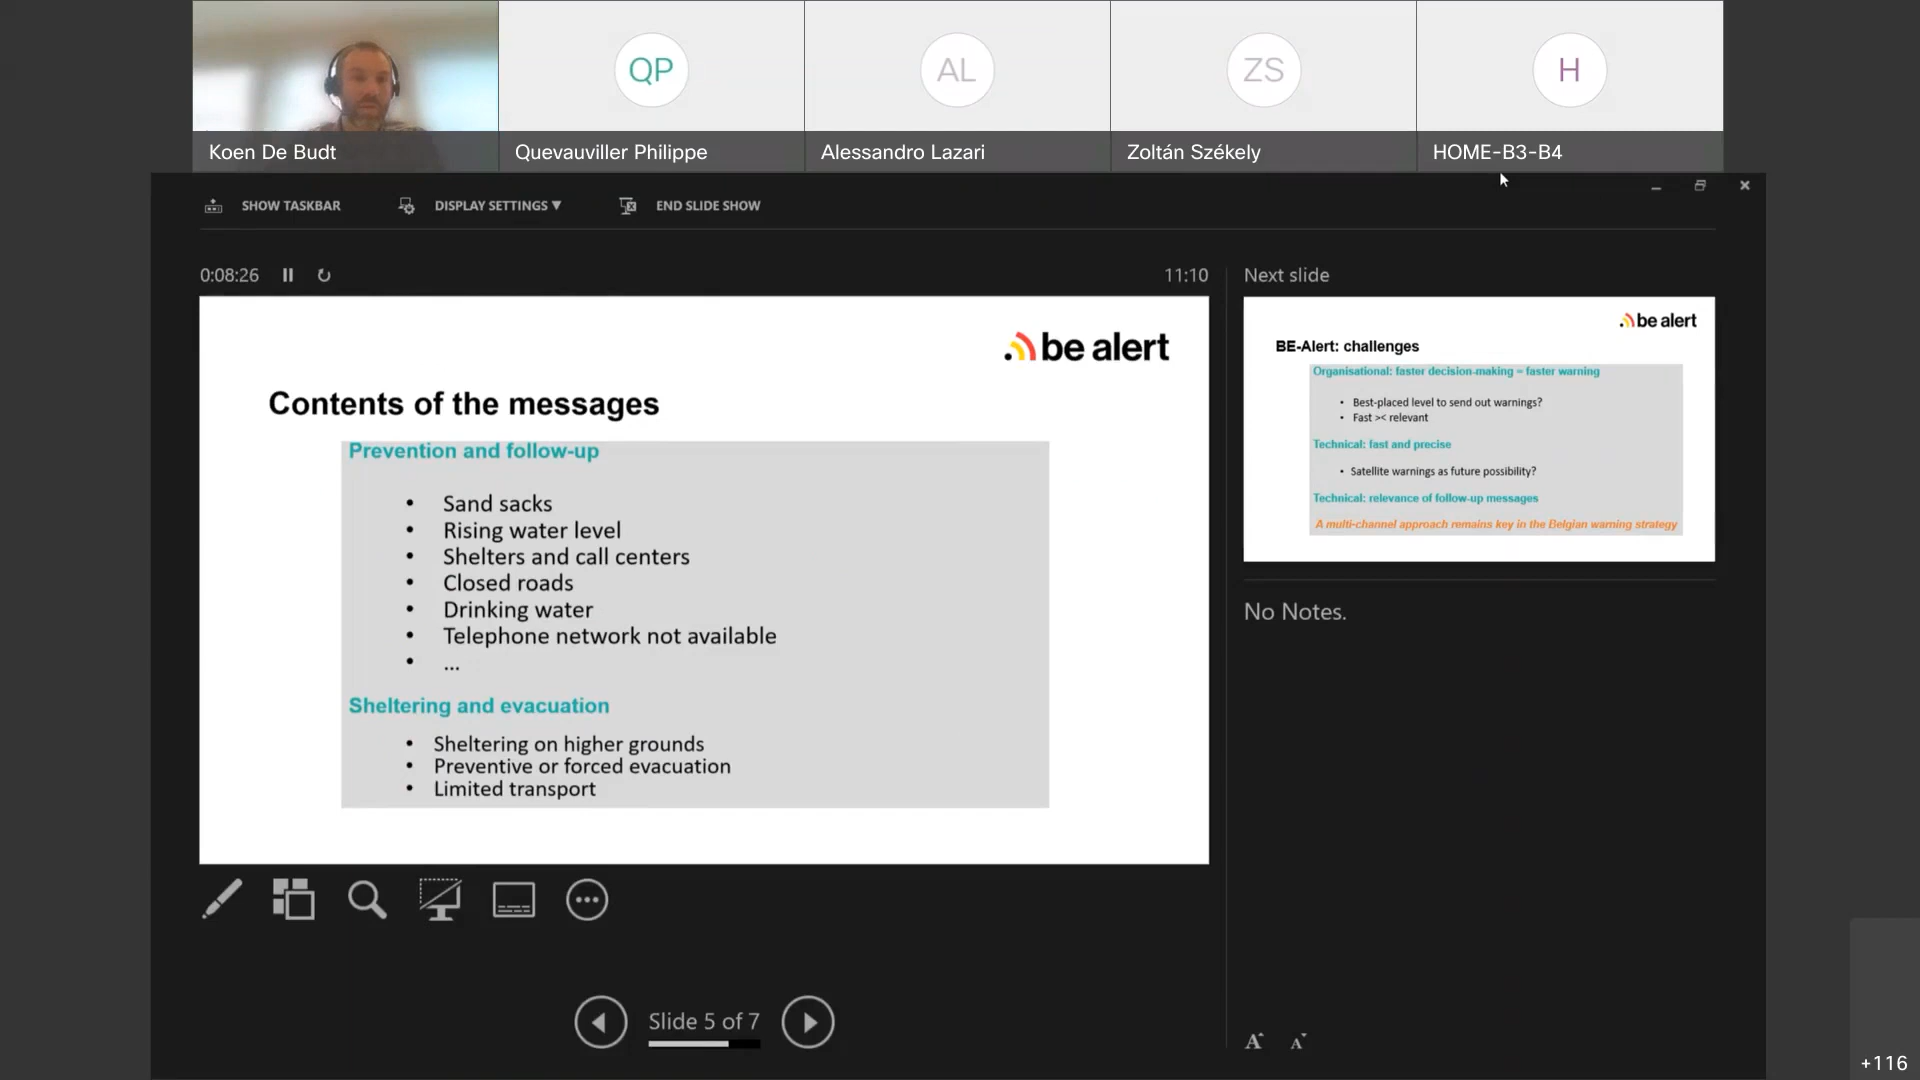 QP
AL
ZS
H
Koen De Budt
Quevauviller Philippe
Alessandro Lazari
Zoltán Székely
HOME-B3-B4
SHOW TASKBAR
DISPLAY SETTINGS ▼
END SLIDE SHOW
0:08:26
11:10
be alert
Contents of the messages
Prevention and follow-up
• Sand sacks
• Rising water level
• Shelters and call centers
• Closed roads
• Drinking water
• Telephone network not available
• ...
Sheltering and evacuation
• Sheltering on higher grounds
• Preventive or forced evacuation
• Limited transport
Next slide
be alert
BE-Alert: challenges
Organisational: faster decision-making = faster warning
• Best-placed level to send out warnings?
• Fast >< relevant
Technical: fast and precise
• Satellite warnings as future possibility?
Technical: relevance of follow-up messages
A multi-channel approach remains key in the Belgian warning strategy
No Notes.
Slide 5 of 7
A A
+116